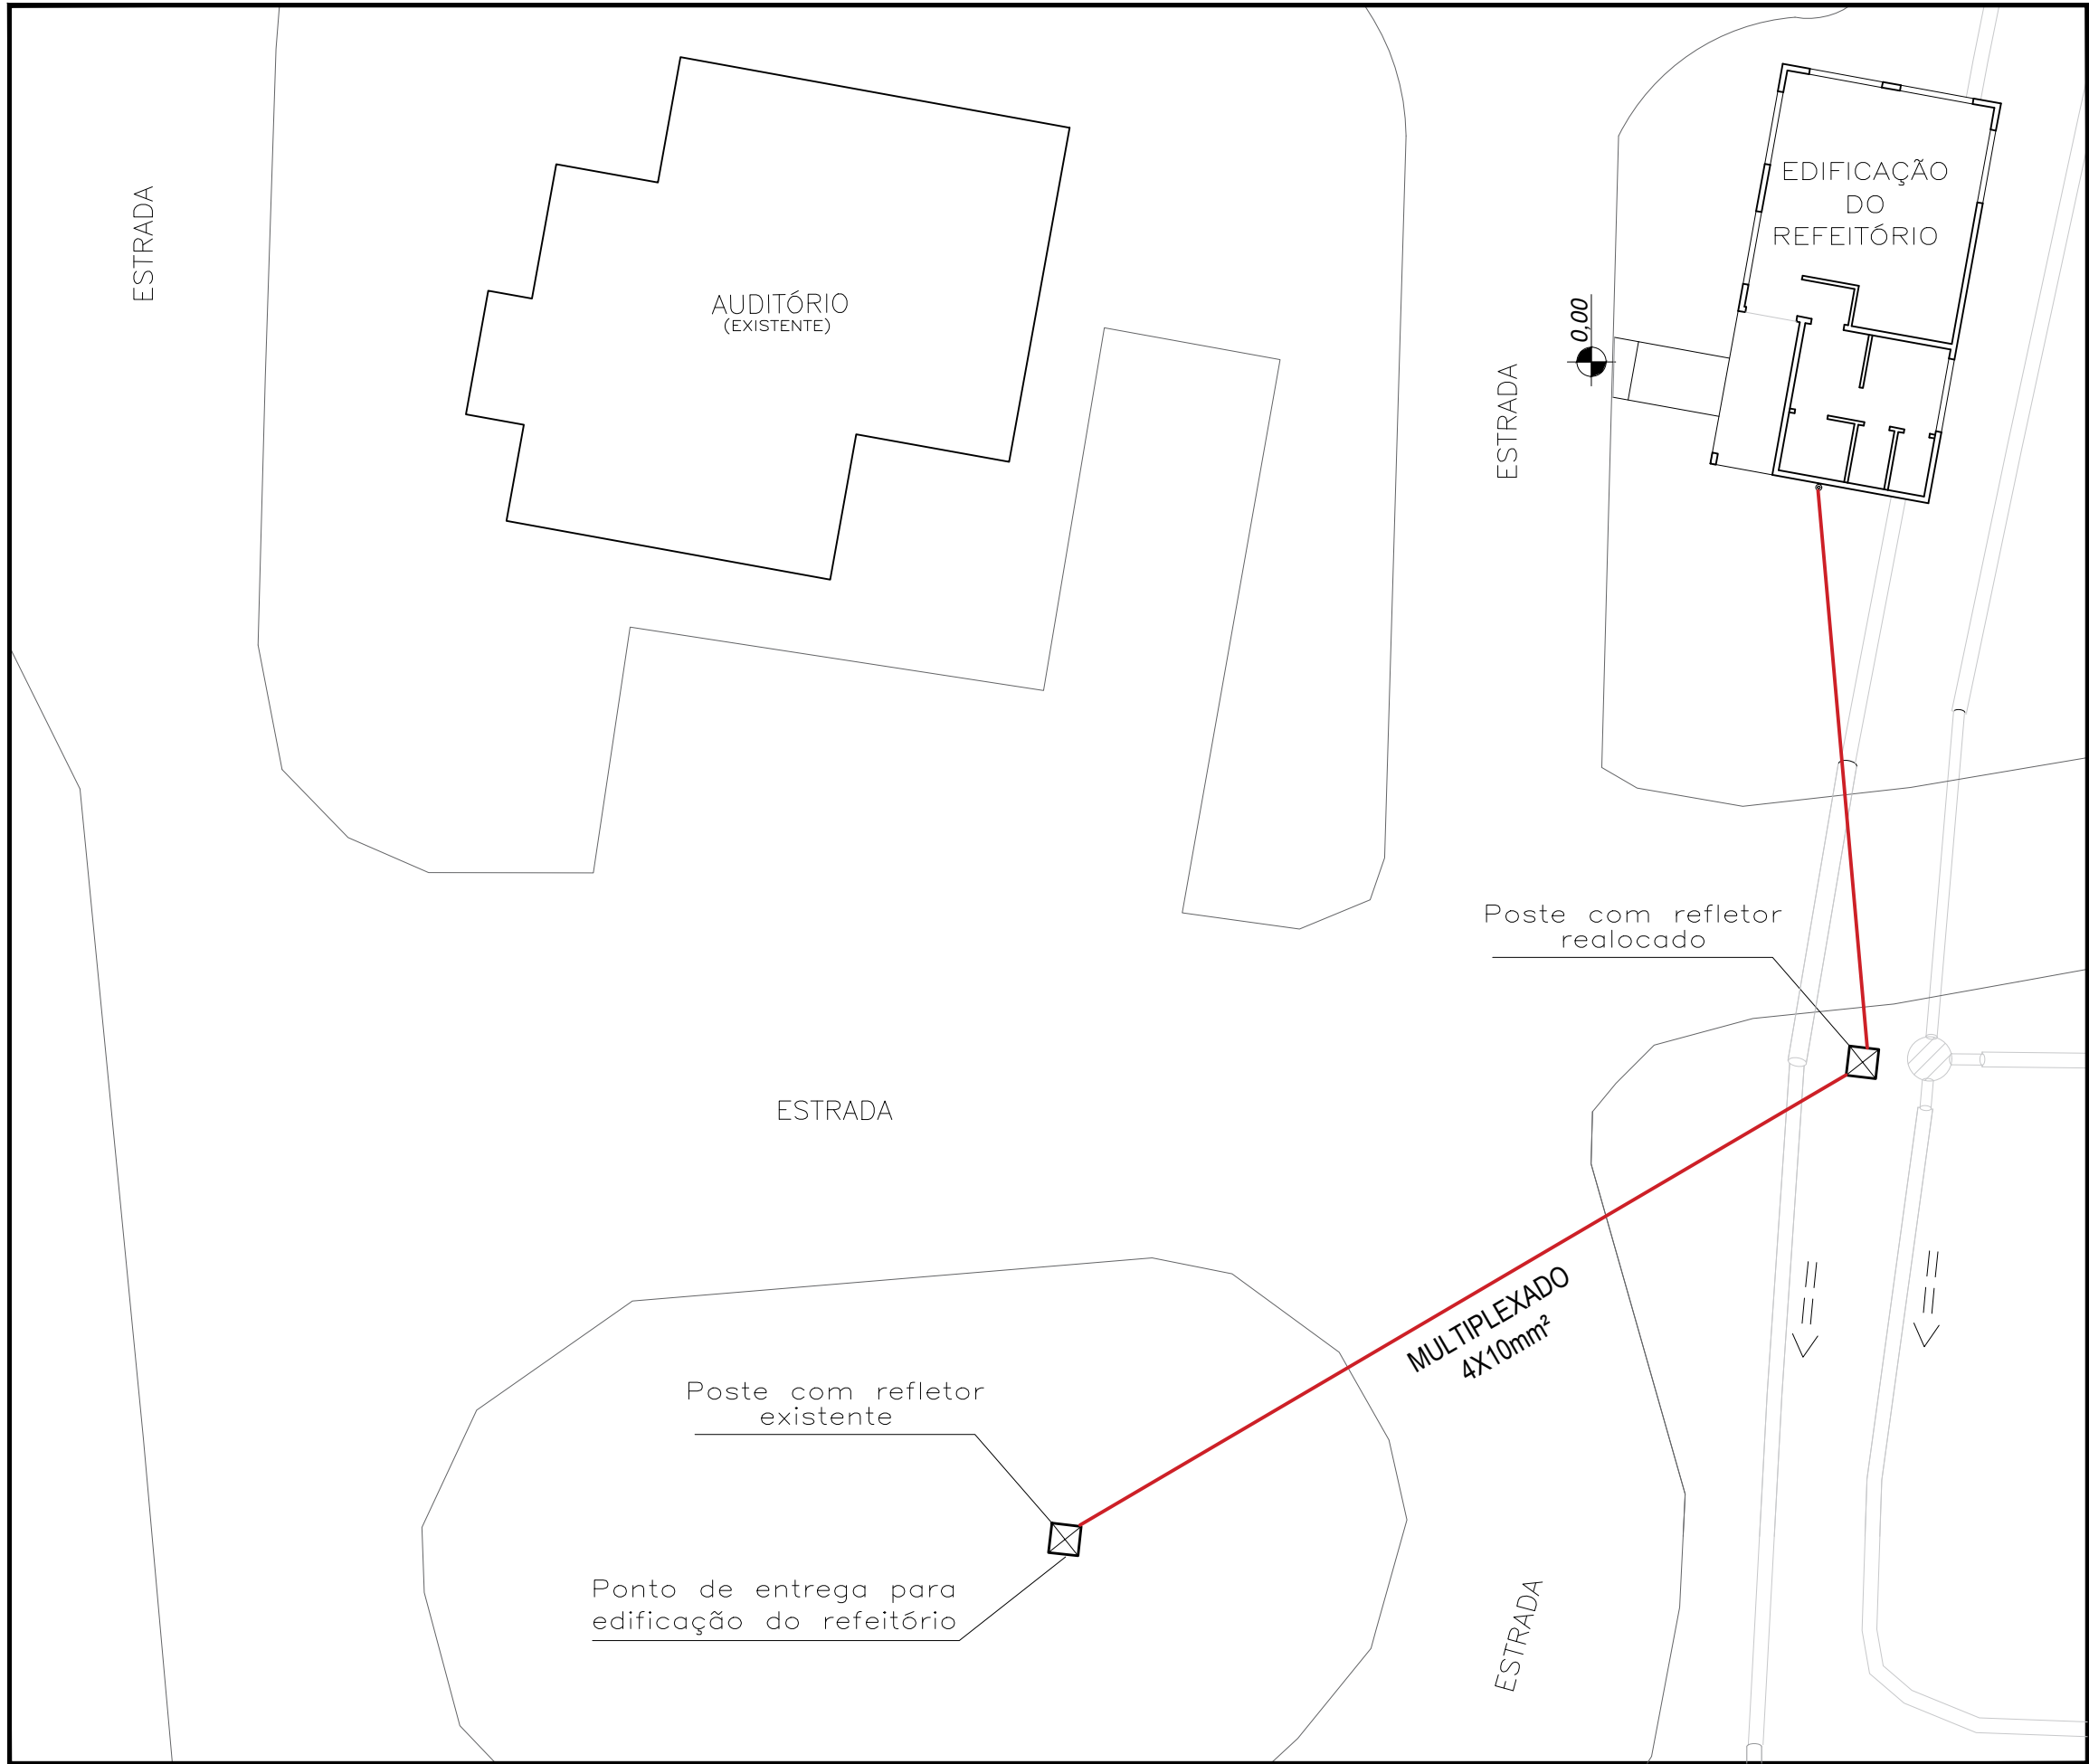 ESTRADA
AUDITÓRIO
(EXISTENTE)
EDIFICAÇÃO
DO
REFEITÓRIO
0,00
ESTRADA
Poste com refletor
realocado
ESTRADA
MULTIPLEXADO
4X10mm²
Poste com refletor
existente
Ponto de entrega para
edificação do refeitório
ESTRADA